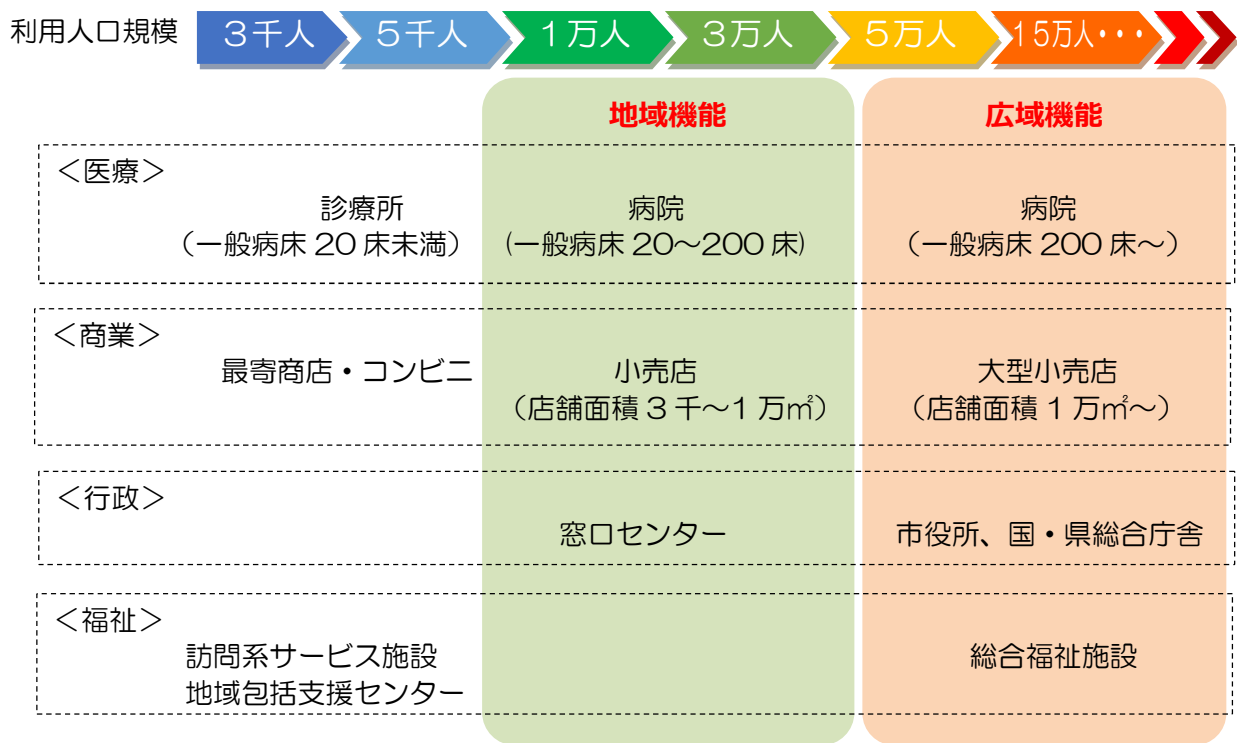 利用人口規模 3千人 5千人 1万人 3万人 5万人 15万人・・・
地域機能 広域機能
＜医療＞
診療所 病院 病院
（一般病床 20 床未満） (一般病床 20～200 床) （一般病床 200 床～）
＜商業＞
最寄商店・コンビニ 小売店 大型小売店
（店舗面積 3 千～1 万㎡） （店舗面積 1 万㎡～）
＜行政＞
窓口センター 市役所、国・県総合庁舎
＜福祉＞
訪問系サービス施設 総合福祉施設
地域包括支援センター